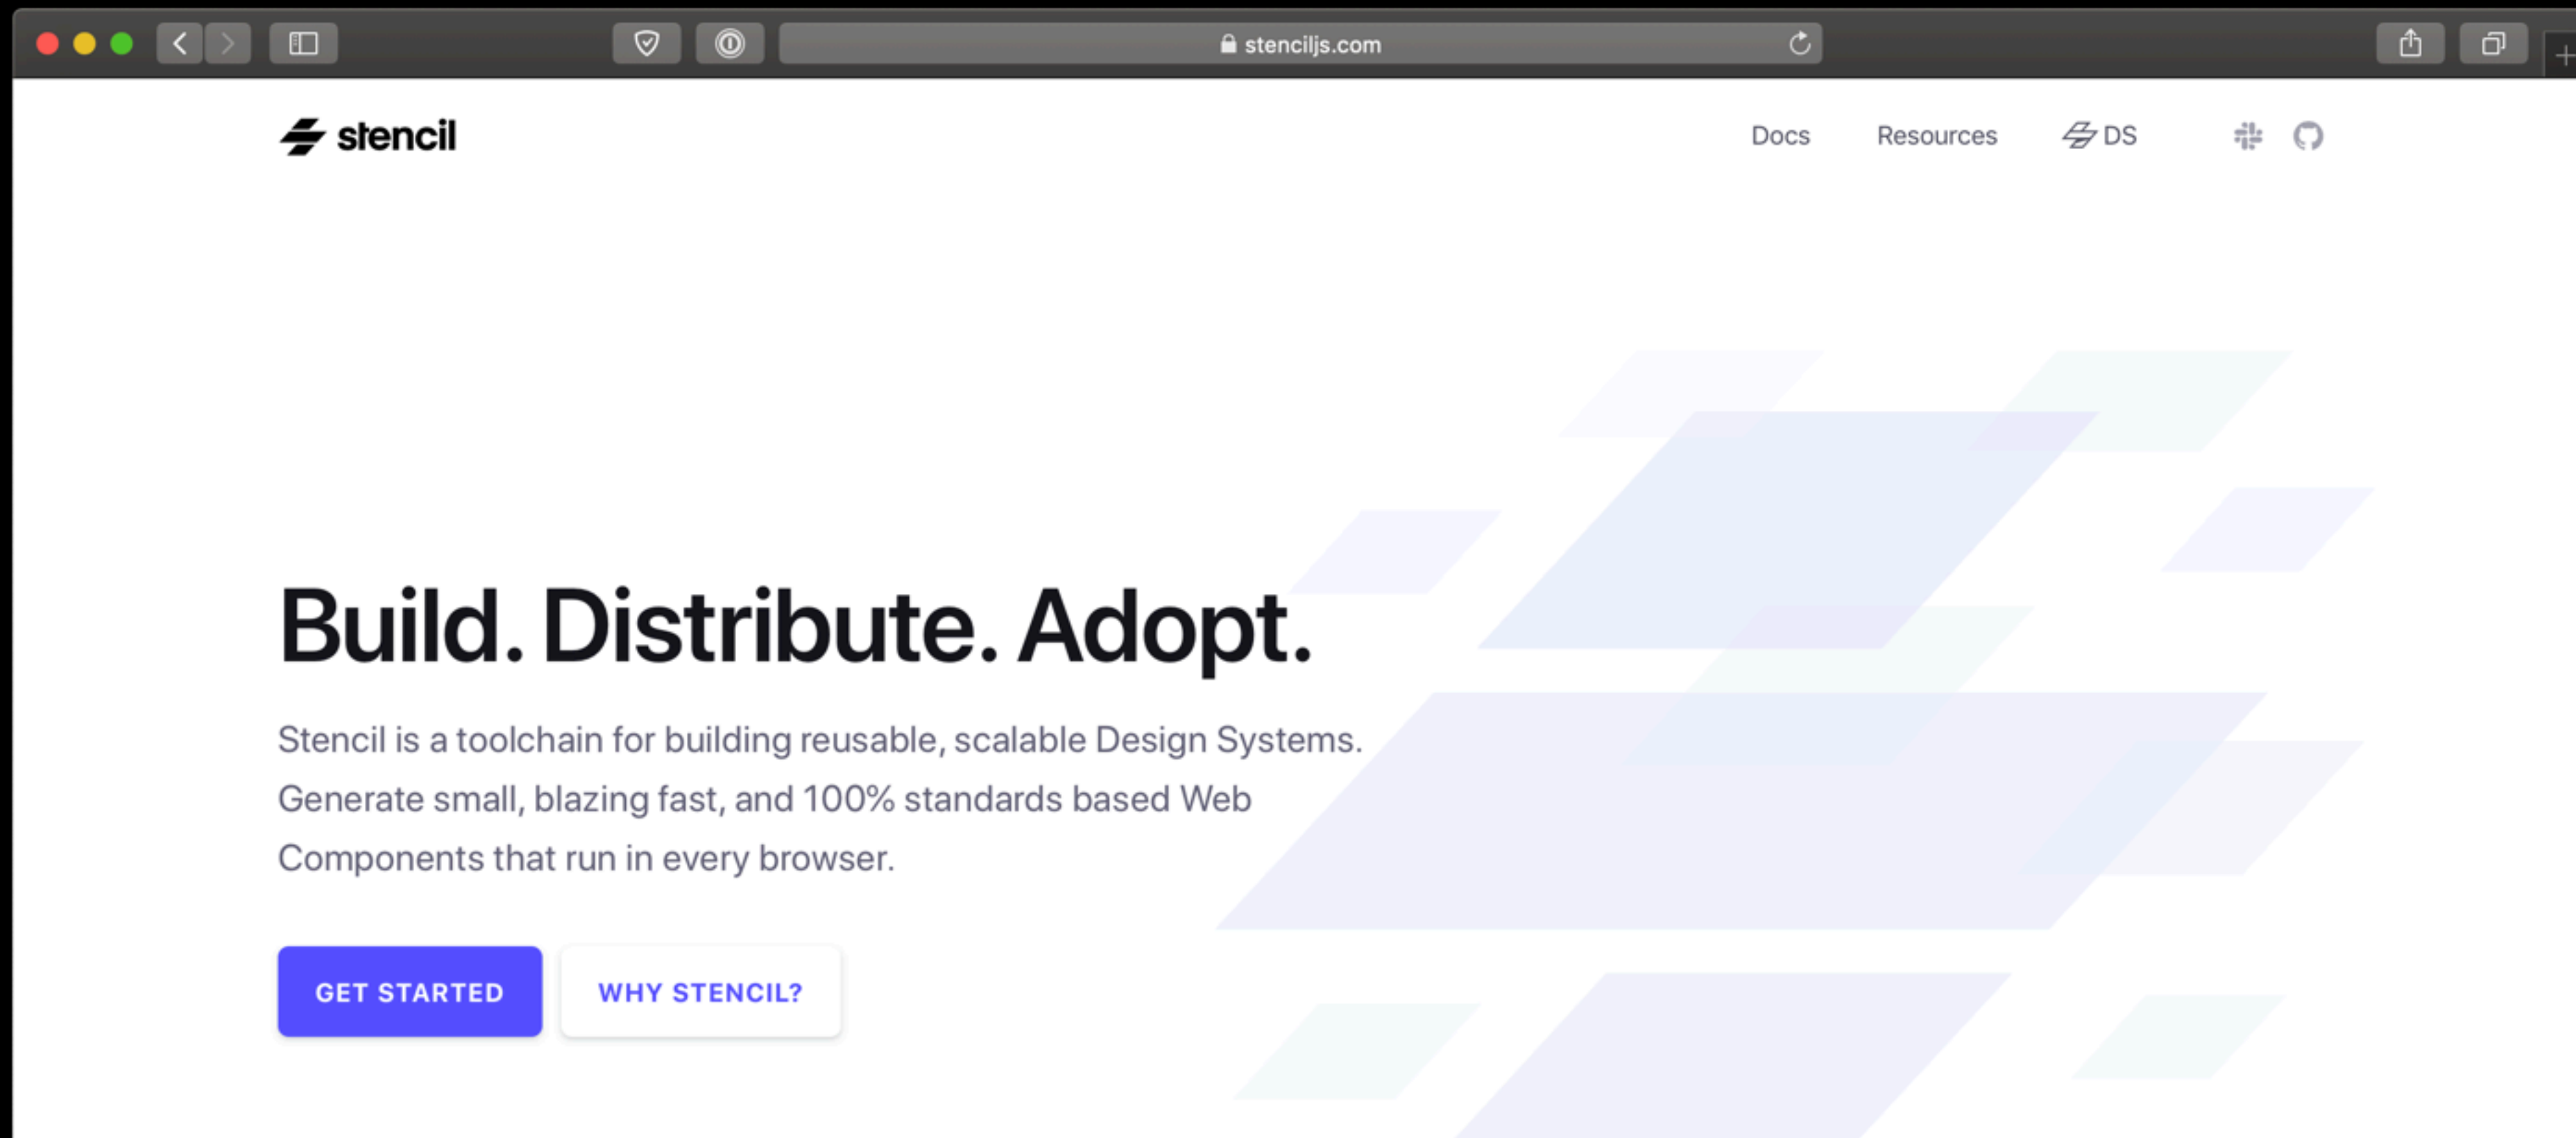 stenciljs.com
stencil
Docs Resources DS
Build. Distribute. Adopt.
Stencil is a toolchain for building reusable, scalable Design Systems.
Generate small, blazing fast, and 100% standards based Web
Components that run in every browser.
GET STARTED WHY STENCIL?